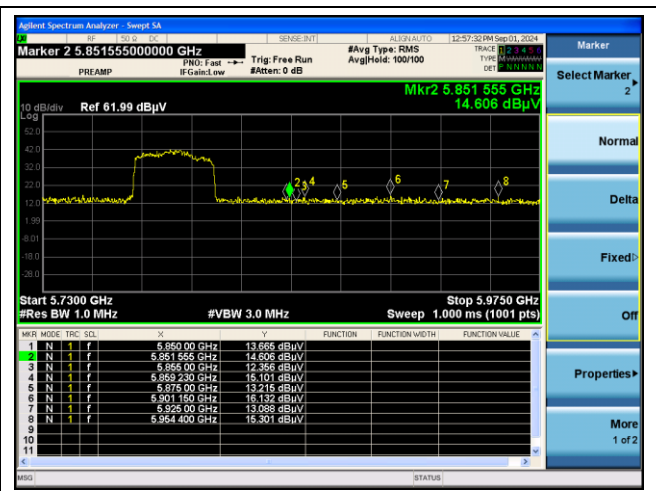 Agilent Spectrum Analyzer - Swept SA
RF 50 Ω DC SENSE:INT ALIGN AUTO 12:57:32 PM Sep 01, 2024
Marker 2 5.851555000000 GHz
PREAMP
PNO: Fast
IFGain:Low
Trig: Free Run
#Atten: 0 dB
#Avg Type: RMS
Avg|Hold: 100/100
TRACE 1 2 3 4 5 6
TYPE MWWWWW
DET P N N N N N
Mkr2 5.851 555 GHz
14.606 dBµV
10 dB/div Ref 61.99 dBµV
Log
52.0
42.0
32.0
22.0
12.0
1.99
-8.01
-18.0
-28.0
2 3 4 5 6 7 8
Start 5.7300 GHz Stop 5.9750 GHz
#Res BW 1.0 MHz #VBW 3.0 MHz Sweep 1.000 ms (1001 pts)
MKR MODE TRC SCL X Y FUNCTION FUNCTION WIDTH FUNCTION VALUE
1 N 1 f 5.850 00 GHz 13.665 dBµV
2 N 1 f 5.851 555 GHz 14.606 dBµV
3 N 1 f 5.855 00 GHz 12.356 dBµV
4 N 1 f 5.859 230 GHz 15.101 dBµV
5 N 1 f 5.875 00 GHz 13.215 dBµV
6 N 1 f 5.901 150 GHz 16.132 dBµV
7 N 1 f 5.925 00 GHz 13.088 dBµV
8 N 1 f 5.954 400 GHz 15.301 dBµV
9
10
11
MSG STATUS
Marker
Select Marker
2
Normal
Delta
Fixed
Off
Properties
More
1 of 2